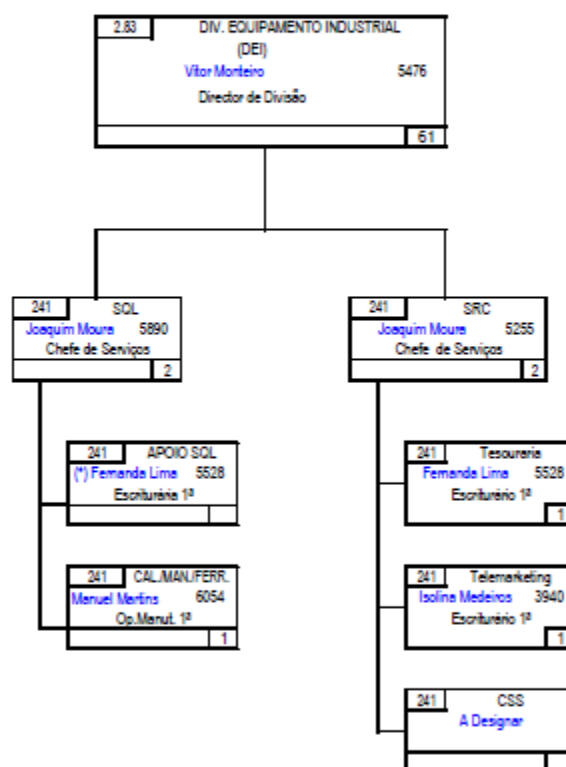 2.83 DIV. EQUIPAMENTO INDUSTRIAL
(DEI)
Vitor Monteiro 5476
Director de Divisão
61
241 SQL
Joaquim Moura 5890
Chefe de Serviços
2
241 SRC
Joaquim Moura 5255
Chefe de Serviços
2
241 APOIO SQL
(*) Fernanda Lima 5528
Escriturária 1ª
241 CAL./MAN./FERR.
Manuel Martins 6054
Op.Manut. 1ª
1
241 Tesouraria
Fernanda Lima 5528
Escriturário 1ª
1
241 Telemarketing
Isolina Medeiros 3940
Escriturário 1ª
1
241 CSS
A Designar